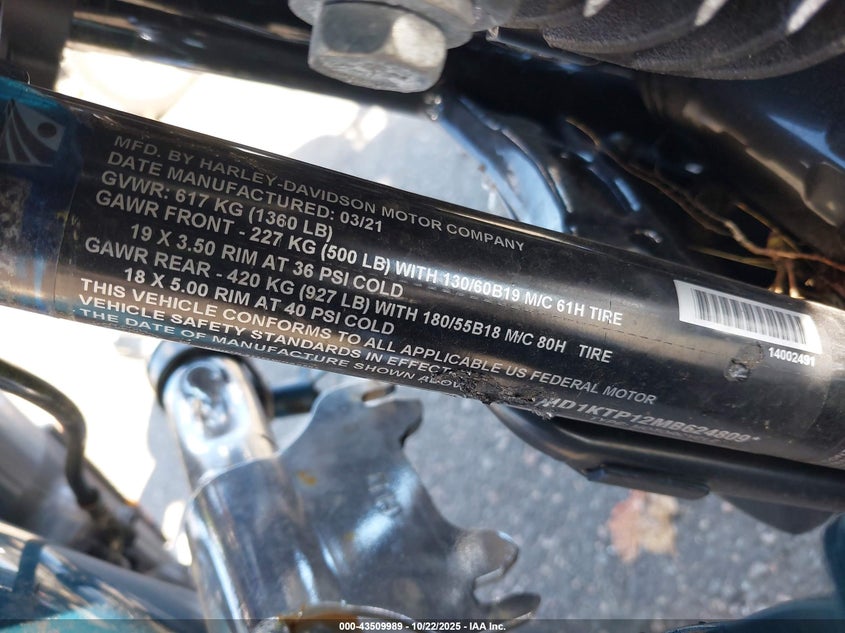 MFD. BY HARLEY-DAVIDSON MOTOR COMPANY
DATE MANUFACTURED: 03/21
GVWR: 617 KG (1360 LB)
GAWR FRONT - 227 KG (500 LB) WITH 130/60B19 M/C 61H TIRE
19 X 3.50 RIM AT 36 PSI COLD
GAWR REAR - 420 KG (927 LB) WITH 180/55B18 M/C 80H TIRE
18 X 5.00 RIM AT 40 PSI COLD
THIS VEHICLE CONFORMS TO ALL APPLICABLE US FEDERAL MOTOR
VEHICLE SAFETY STANDARDS IN EFFECT
THE DATE OF MANUFACTURE SHOWN
14002491
HD1KTP12MB624809*
000-43509989 | 10/22/2025 | IAA Inc.